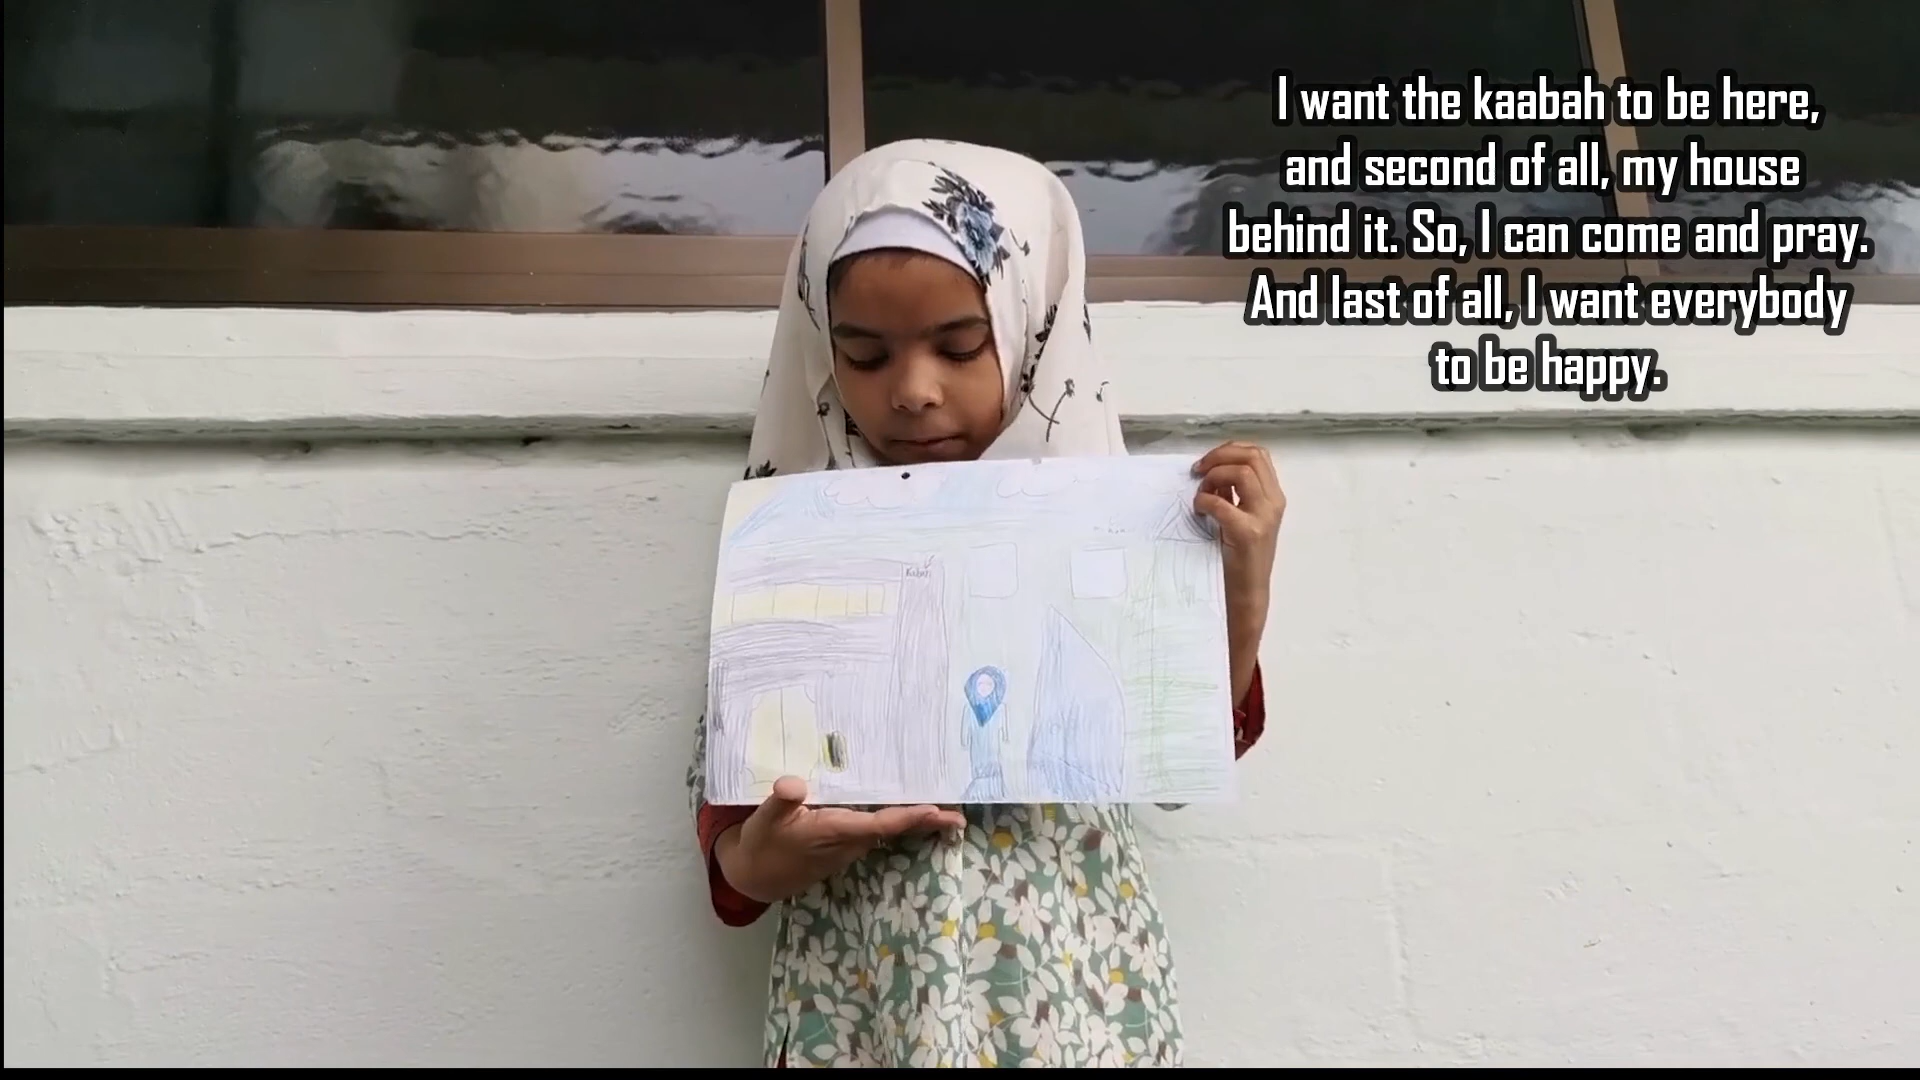 I want the kaabah to be here,
and second of all, my house
behind it. So, I can come and pray.
And last of all, I want everybody
to be happy.